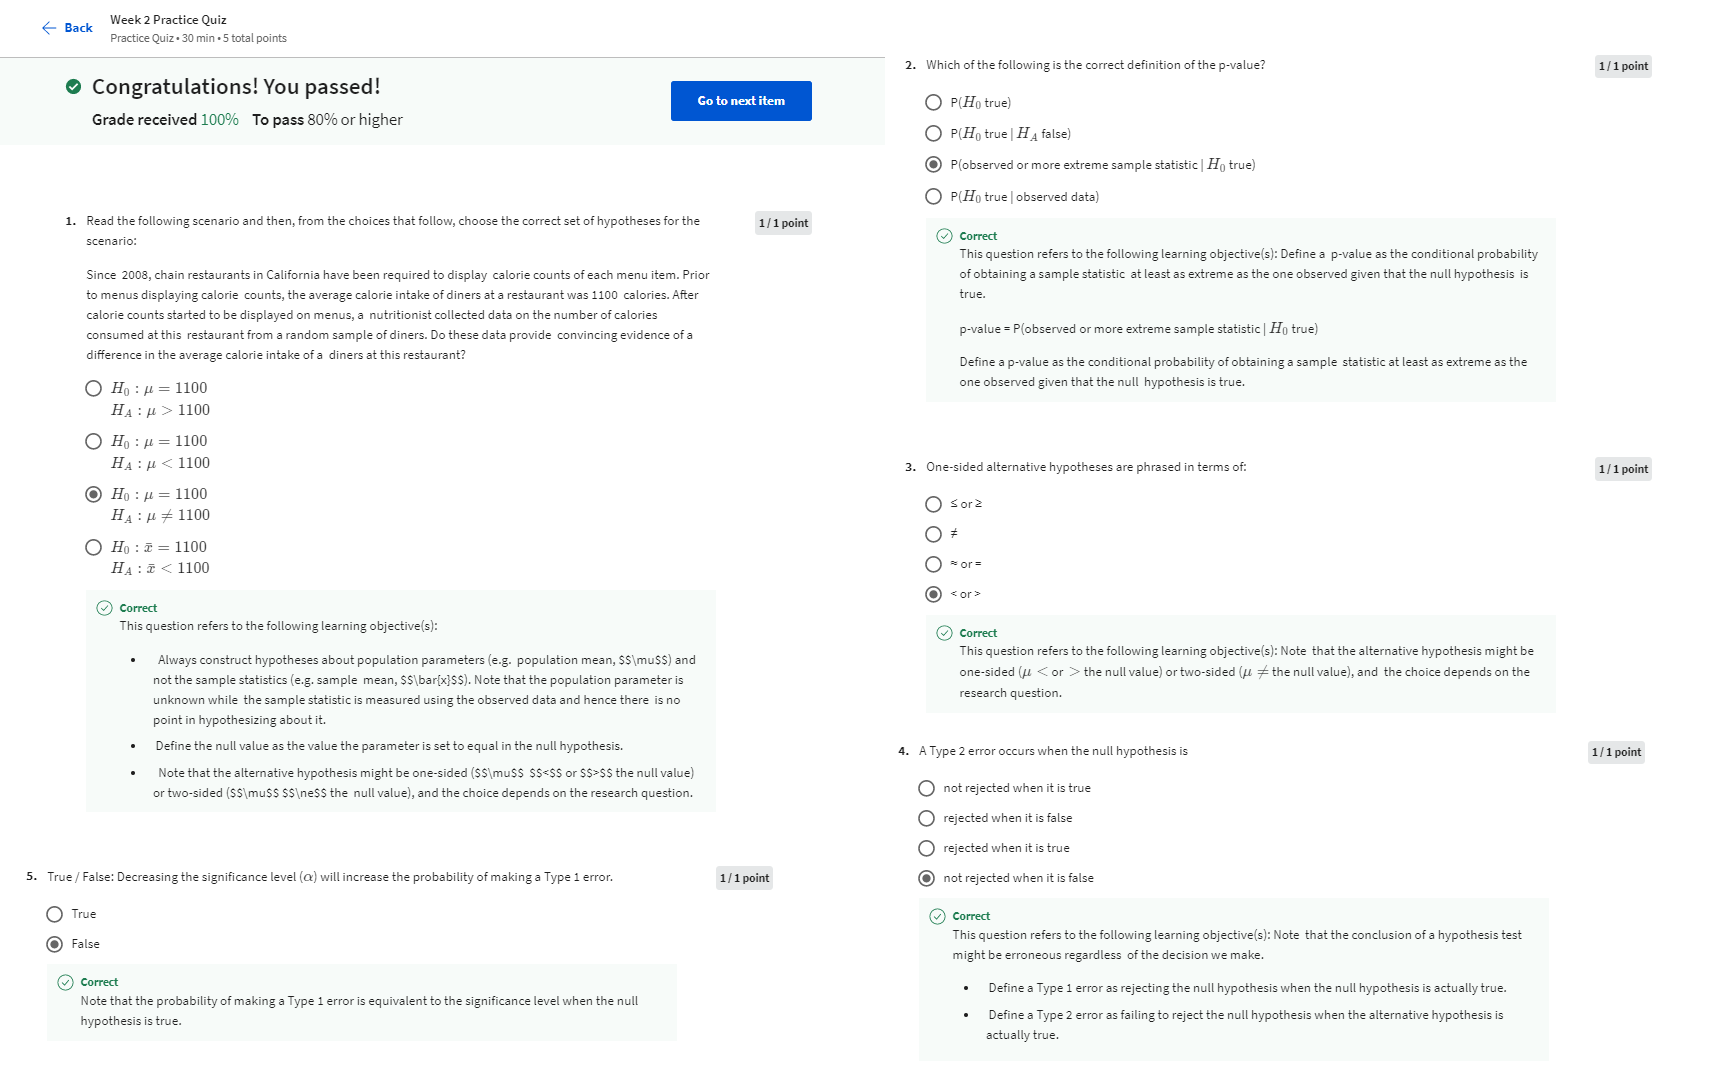 Back
Week 2 Practice Quiz
Practice Quiz • 30 min • 5 total points
Congratulations! You passed!
Grade received 100% To pass 80% or higher
Go to next item
1. Read the following scenario and then, from the choices that follow, choose the correct set of hypotheses for the
scenario:
1 / 1 point
Since 2008, chain restaurants in California have been required to display calorie counts of each menu item. Prior
to menus displaying calorie counts, the average calorie intake of diners at a restaurant was 1100 calories. After
calorie counts started to be displayed on menus, a nutritionist collected data on the number of calories
consumed at this restaurant from a random sample of diners. Do these data provide convincing evidence of a
difference in the average calorie intake of a diners at this restaurant?
H₀ : μ = 1100
H_A : μ > 1100
H₀ : μ = 1100
H_A : μ < 1100
H₀ : μ = 1100
H_A : μ ≠ 1100
H₀ : x̄ = 1100
H_A : x̄ < 1100
Correct
This question refers to the following learning objective(s):
• Always construct hypotheses about population parameters (e.g. population mean, $$\mu$$) and
not the sample statistics (e.g. sample mean, $$\bar{x}$$). Note that the population parameter is
unknown while the sample statistic is measured using the observed data and hence there is no
point in hypothesizing about it.
• Define the null value as the value the parameter is set to equal in the null hypothesis.
• Note that the alternative hypothesis might be one-sided ($$\mu$$ $$<$$ or $$>$$ the null value)
or two-sided ($$\mu$$ $$\ne$$ the null value), and the choice depends on the research question.
2. Which of the following is the correct definition of the p-value?
1 / 1 point
P(H₀ true)
P(H₀ true | H_A false)
P(observed or more extreme sample statistic | H₀ true)
P(H₀ true | observed data)
Correct
This question refers to the following learning objective(s): Define a p-value as the conditional probability
of obtaining a sample statistic at least as extreme as the one observed given that the null hypothesis is
true.
p-value = P(observed or more extreme sample statistic | H₀ true)
Define a p-value as the conditional probability of obtaining a sample statistic at least as extreme as the
one observed given that the null hypothesis is true.
3. One-sided alternative hypotheses are phrased in terms of:
1 / 1 point
≤ or ≥
≠
≈ or =
< or >
Correct
This question refers to the following learning objective(s): Note that the alternative hypothesis might be
one-sided (μ < or > the null value) or two-sided (μ ≠ the null value), and the choice depends on the
research question.
4. A Type 2 error occurs when the null hypothesis is
1 / 1 point
not rejected when it is true
rejected when it is false
rejected when it is true
not rejected when it is false
Correct
This question refers to the following learning objective(s): Note that the conclusion of a hypothesis test
might be erroneous regardless of the decision we make.
• Define a Type 1 error as rejecting the null hypothesis when the null hypothesis is actually true.
• Define a Type 2 error as failing to reject the null hypothesis when the alternative hypothesis is
actually true.
5. True / False: Decreasing the significance level (α) will increase the probability of making a Type 1 error.
1 / 1 point
True
False
Correct
Note that the probability of making a Type 1 error is equivalent to the significance level when the null
hypothesis is true.